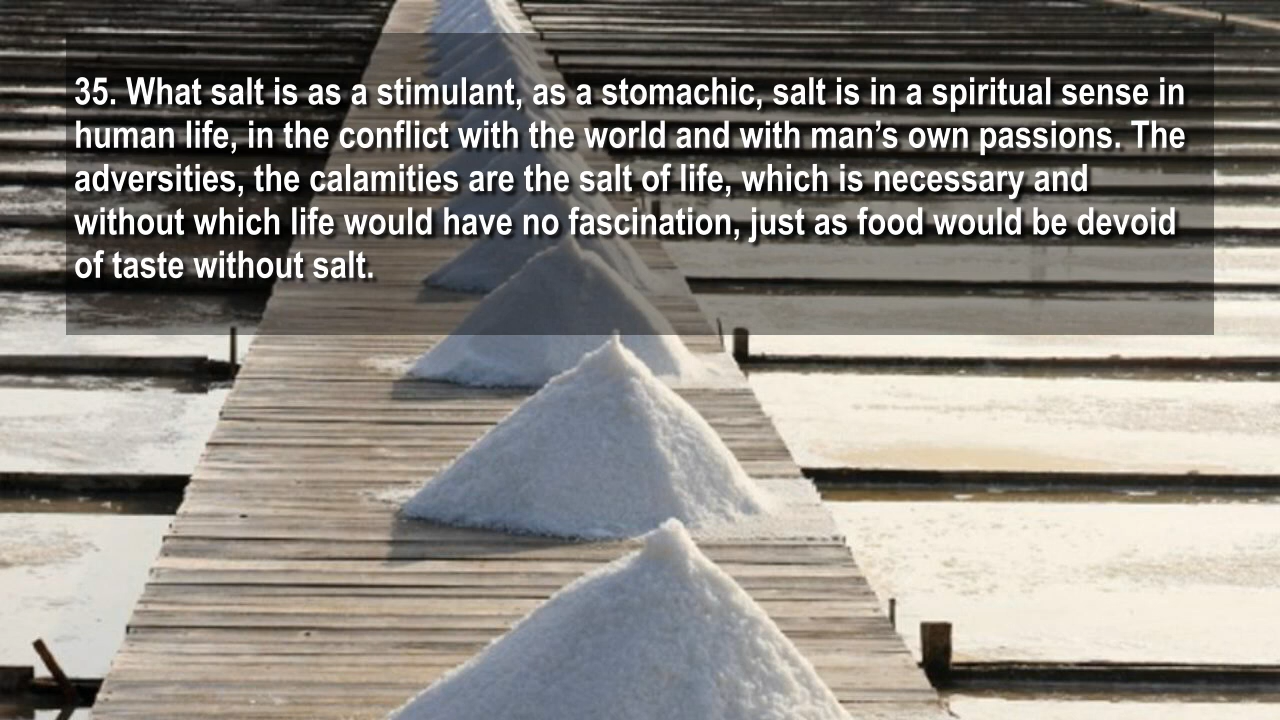 35. What salt is as a stimulant, as a stomachic, salt is in a spiritual sense in
human life, in the conflict with the world and with man’s own passions. The
adversities, the calamities are the salt of life, which is necessary and
without which life would have no fascination, just as food would be devoid
of taste without salt.